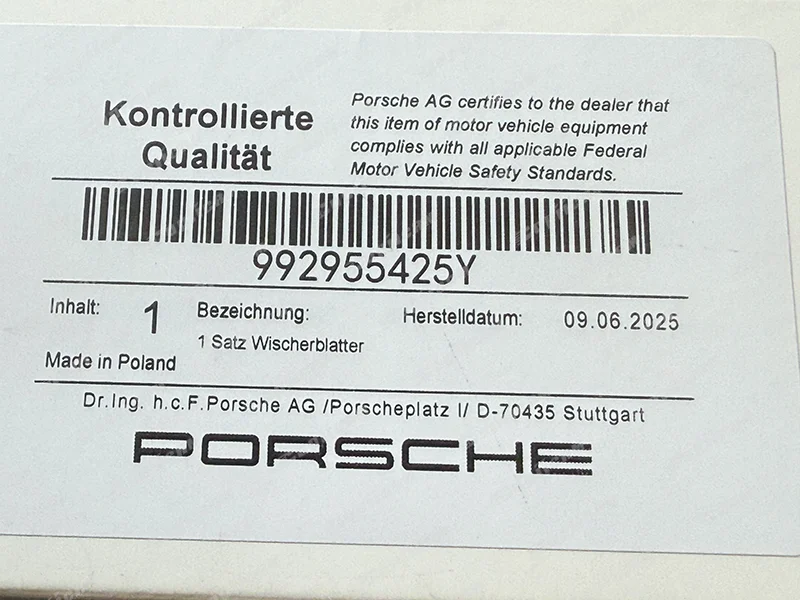 Kontrollierte
Qualität
Porsche AG certifies to the dealer that
this item of motor vehicle equipment
complies with all applicable Federal
Motor Vehicle Safety Standards.
992955425Y
Inhalt: 1
Bezeichnung:
1 Satz Wischerblatter
Herstelldatum: 09.06.2025
Made in Poland
Dr.Ing. h.c.F.Porsche AG /Porscheplatz I/ D-70435 Stuttgart
PORSCHE